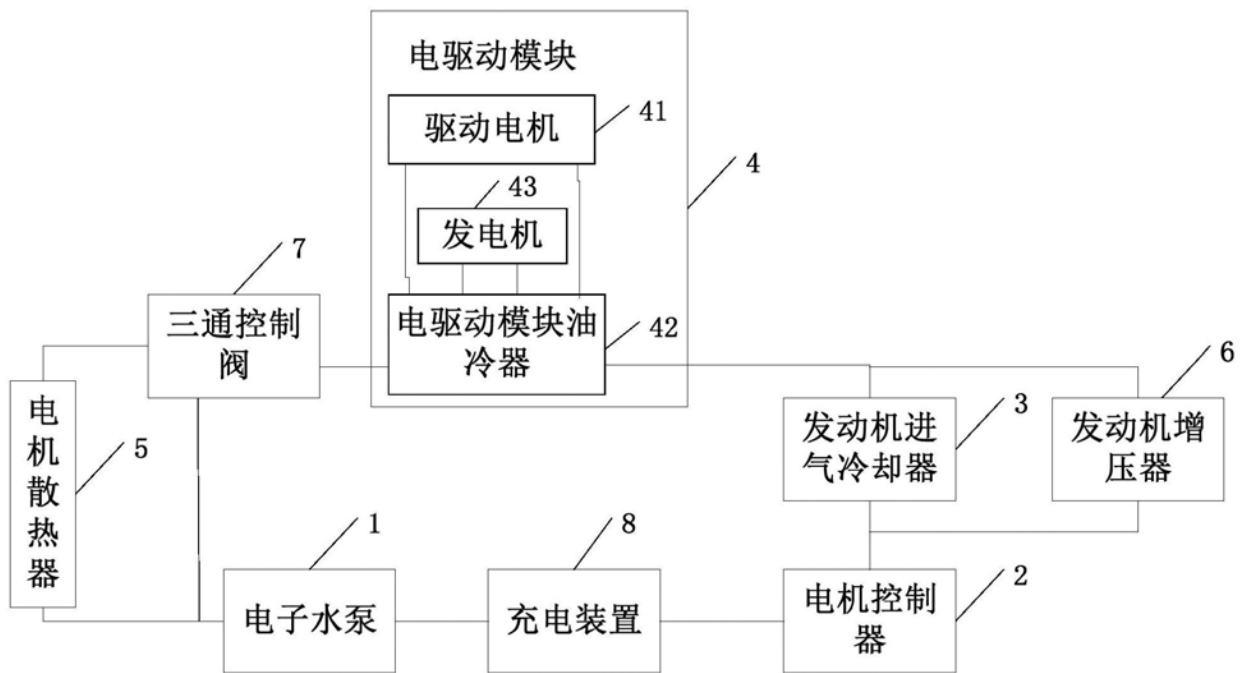 电驱动模块
驱动电机
41
4
43
发电机
7
三通控制
阀
电驱动模块油
冷器
42
6
电
机
散
热
器
5
发动机进
气冷却器
3
发动机增
压器
1
8
电子水泵
充电装置
电机控制
器
2